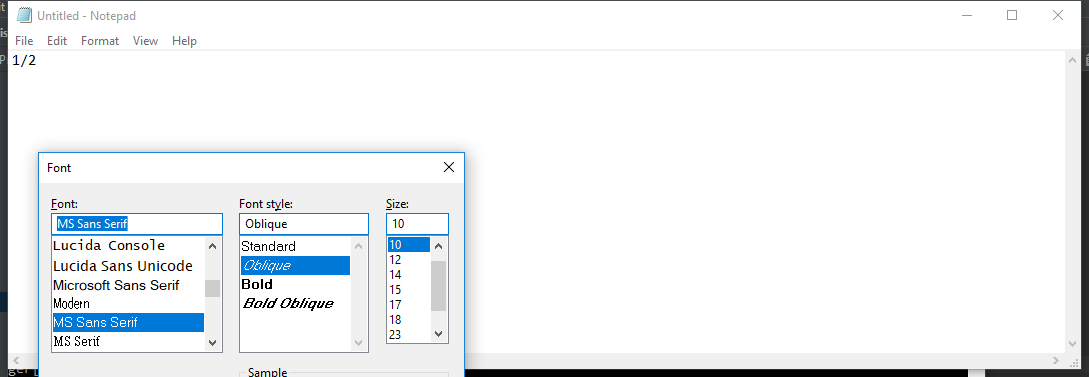 Untitled - Notepad
File Edit Format View Help
1/2
Font
Font: Font style: Size:
MS Sans Serif Oblique 10
Lucida Console Standard 10
Lucida Sans Unicode Oblique 12
Microsoft Sans Serif Bold 14
Modern Bold Oblique 15
MS Sans Serif 17
MS Serif 18
23
Sample